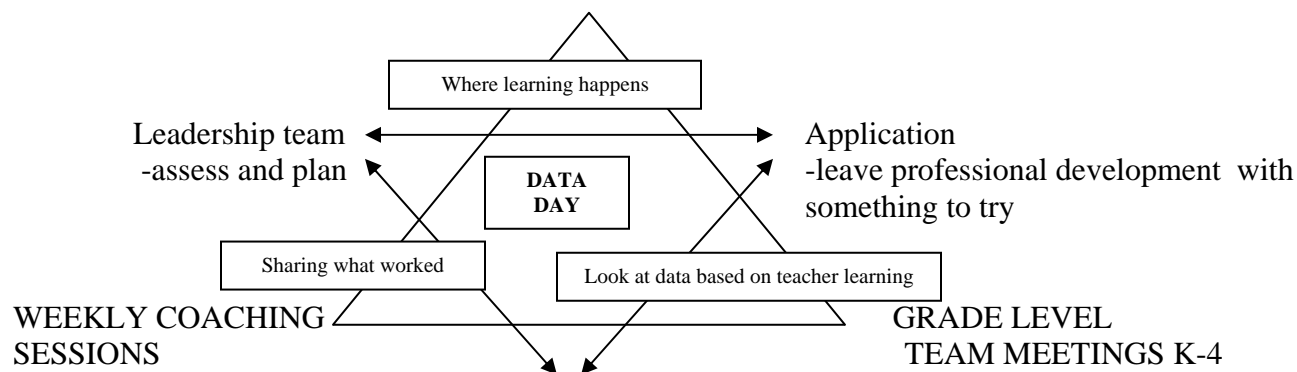 Where learning happens
Leadership team
-assess and plan
Application
-leave professional development with
something to try
DATA
DAY
Sharing what worked
Look at data based on teacher learning
WEEKLY COACHING
SESSIONS
GRADE LEVEL
TEAM MEETINGS K-4